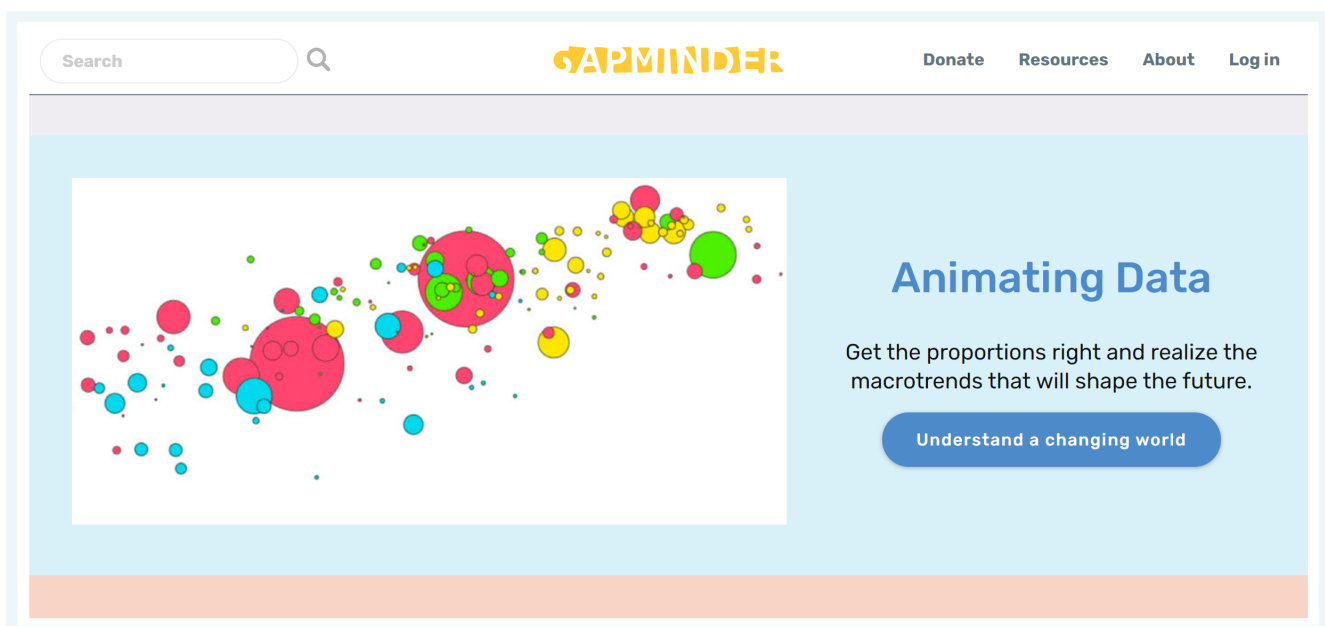 Search
GAPMINDER
Donate
Resources
About
Log in
Animating Data
Get the proportions right and realize the
macrotrends that will shape the future.
Understand a changing world